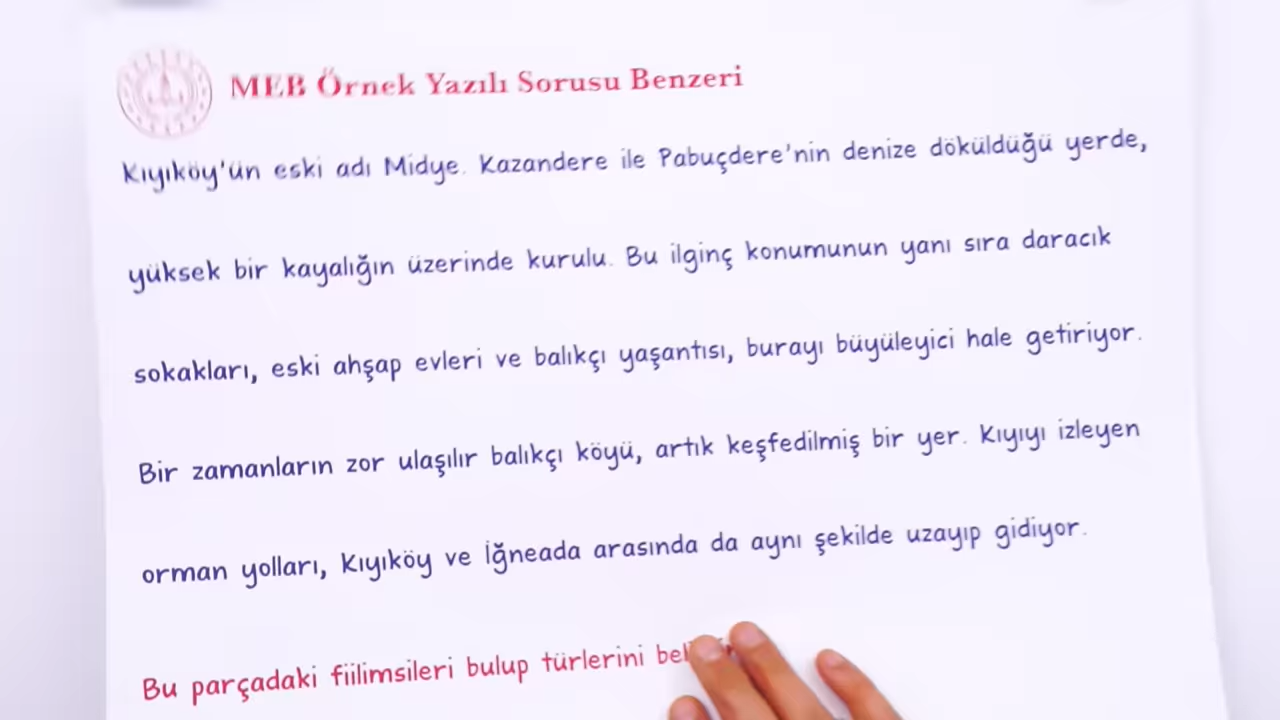 MEB Örnek Yazılı Sorusu Benzeri
Kıyıköy'ün eski adı Midye. Kazandere ile Pabuçdere'nin denize döküldüğü yerde,
yüksek bir kayalığın üzerinde kurulu. Bu ilginç konumunun yanı sıra daracık
sokakları, eski ahşap evleri ve balıkçı yaşantısı, burayı büyüleyici hale getiriyor.
Bir zamanların zor ulaşılır balıkçı köyü, artık keşfedilmiş bir yer. Kıyıyı izleyen
orman yolları, Kıyıköy ve İğneada arasında da aynı şekilde uzayıp gidiyor.
Bu parçadaki fiilimsileri bulup türlerini